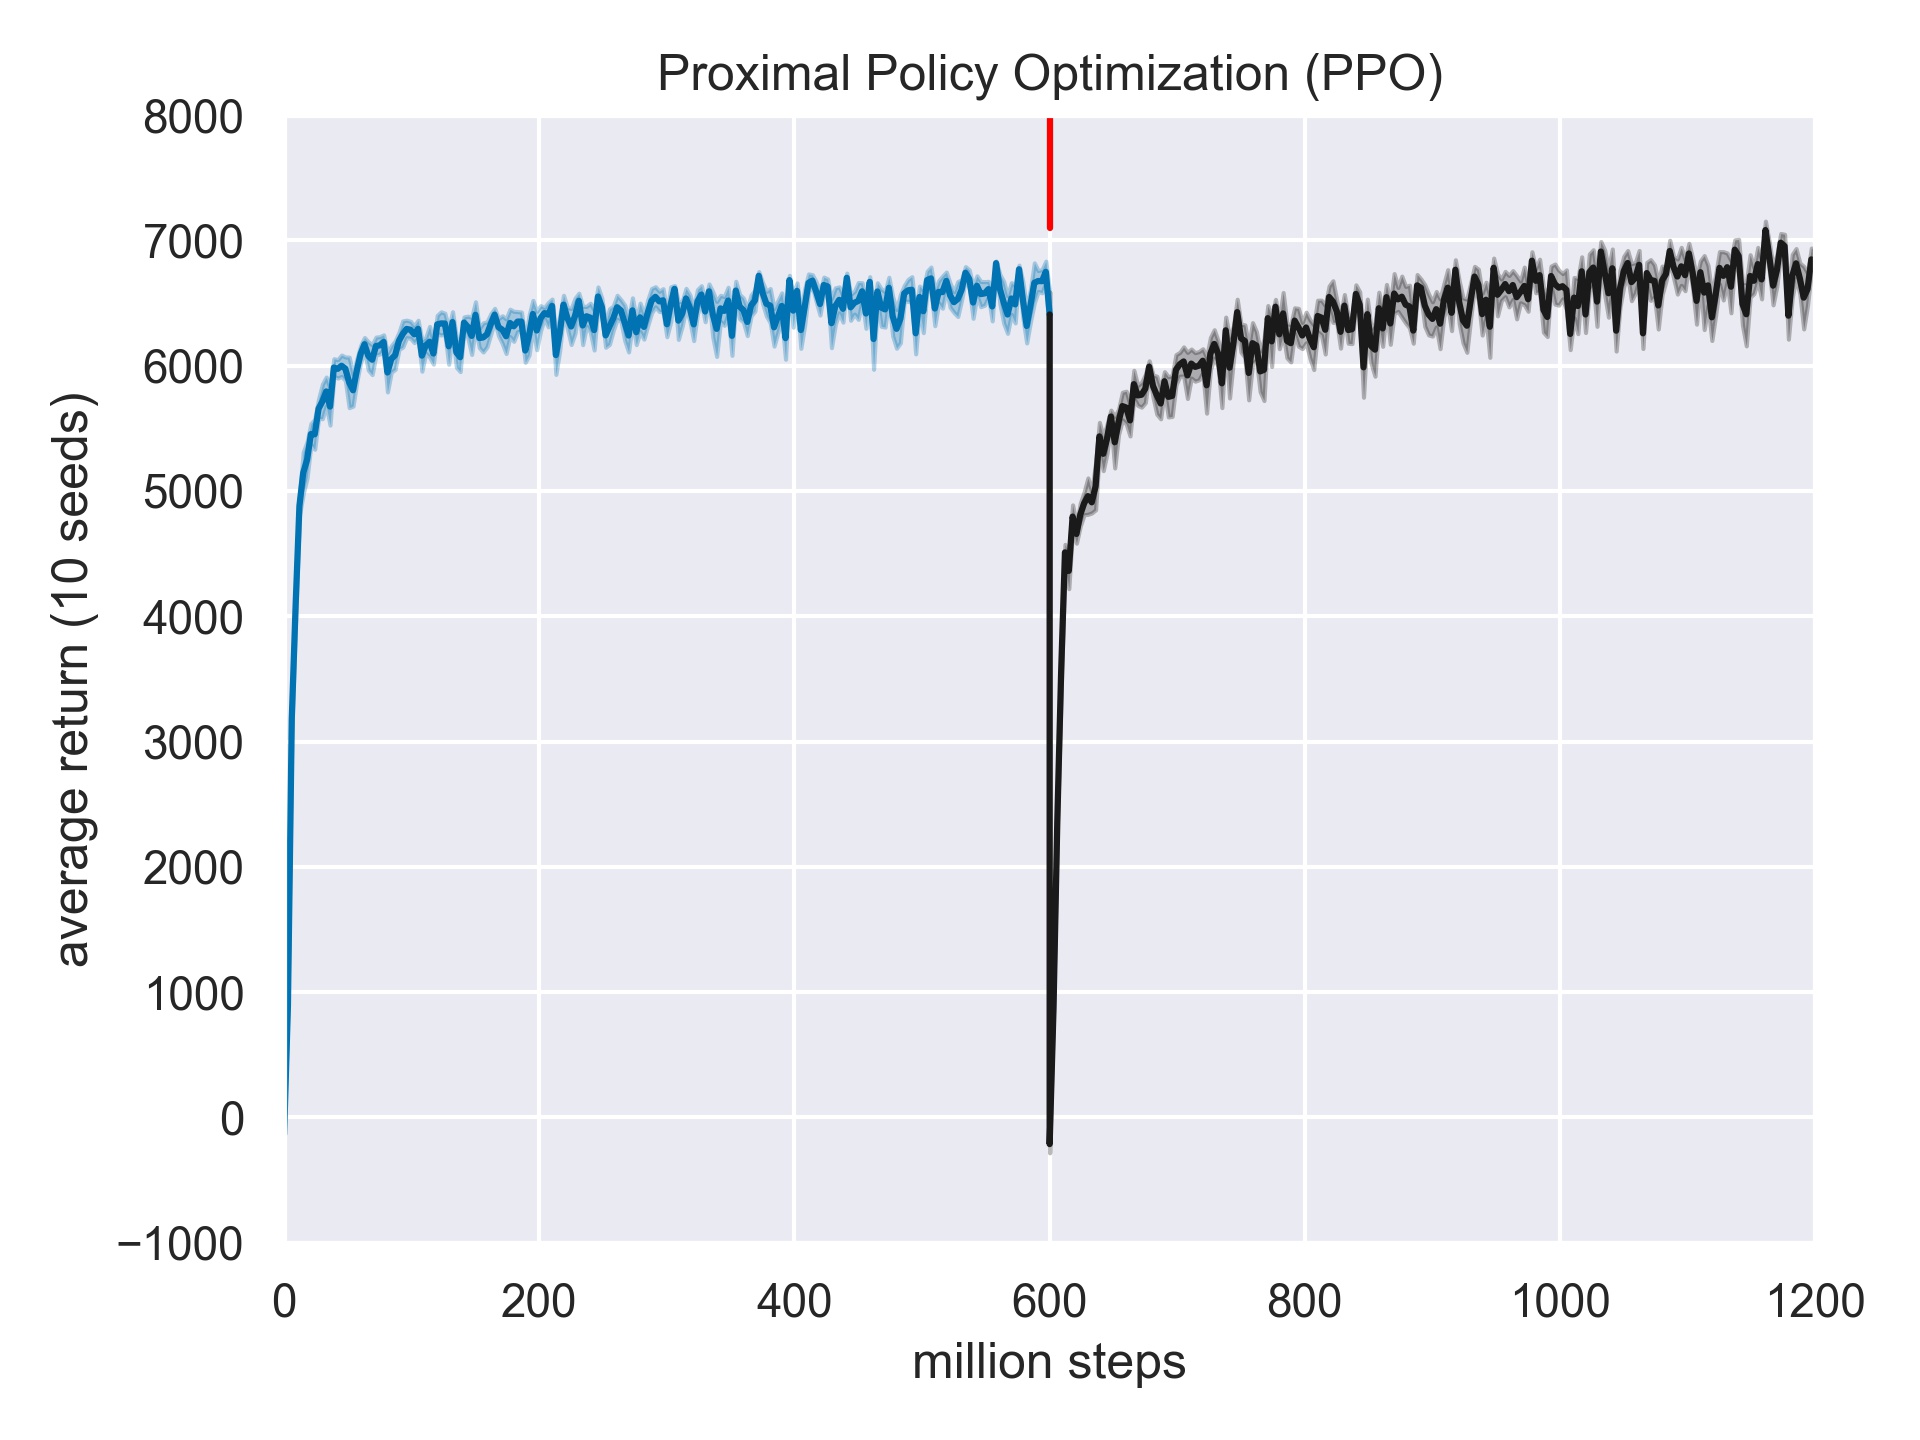 Proximal Policy Optimization (PPO)
8000
7000
6000
5000
4000
3000
2000
1000
0
−1000
average return (10 seeds)
0 200 400 600 800 1000 1200
million steps